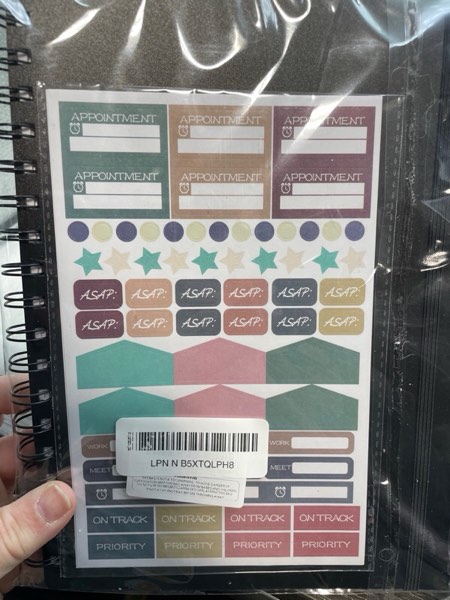 APPOINTMENT APPOINTMENT APPOINTMENT
APPOINTMENT APPOINTMENT APPOINTMENT
ASAP: ASAP: ASAP: ASAP: ASAP: ASAP:
ASAP: ASAP: ASAP: ASAP: ASAP: ASAP:
WORK WORK
LPN N B5XTQLPH8
MEET MEET
ON TRACK ON TRACK ON TRACK ON TRACK
PRIORITY PRIORITY PRIORITY PRIORITY